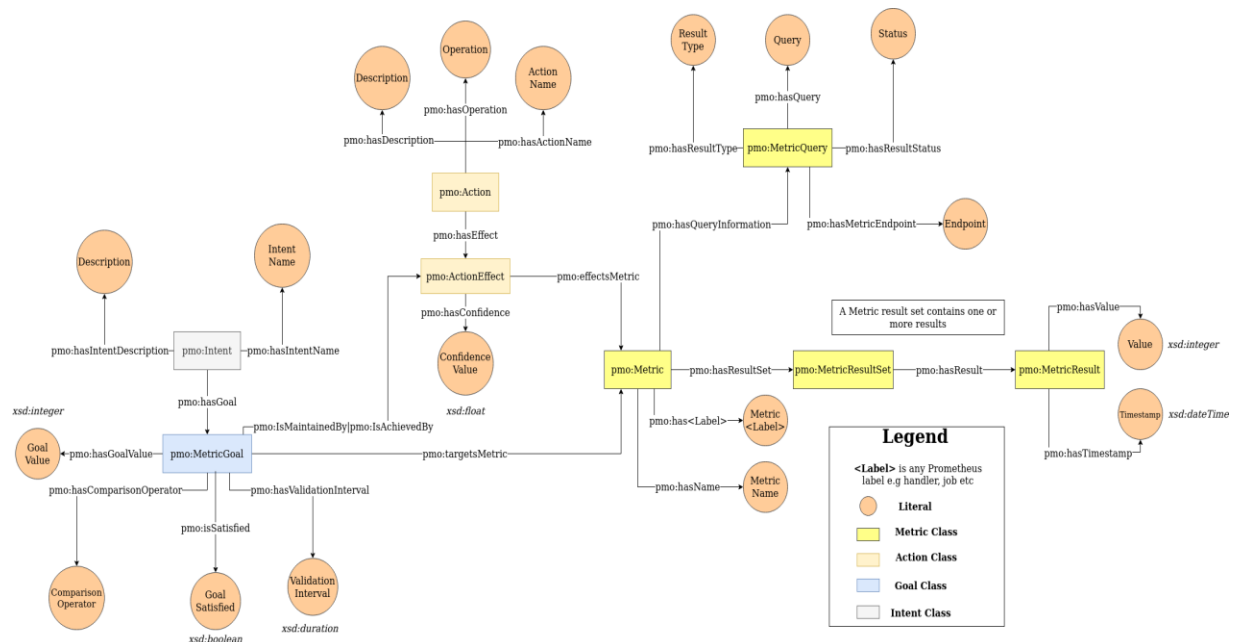 Operation
Description
Action
Name
pmo:hasOperation
pmo:hasDescription
pmo:hasActionName
pmo:Action
pmo:hasEffect
pmo:ActionEffect
pmo:effectsMetric
pmo:hasConfidence
Confidence
Value
xsd:float
Result
Type
Query
Status
pmo:hasQuery
pmo:hasResultType
pmo:MetricQuery
pmo:hasResultStatus
pmo:hasQueryInformation
pmo:hasMetricEndpoint
Endpoint
Description
Intent
Name
pmo:hasIntentDescription
pmo:Intent
pmo:hasIntentName
pmo:hasGoal
xsd:integer
Goal
Value
pmo:hasGoalValue
pmo:MetricGoal
pmo:IsMaintainedBy|pmo:IsAchievedBy
pmo:targetsMetric
pmo:hasComparisonOperator
pmo:hasValidationInterval
pmo:isSatisfied
Comparison
Operator
Goal
Satisfied
xsd:boolean
Validation
Interval
xsd:duration
A Metric result set contains one or
more results
pmo:Metric
pmo:hasResultSet
pmo:MetricResultSet
pmo:hasResult
pmo:MetricResult
pmo:hasValue
Value
xsd:integer
Timestamp
xsd:dateTime
pmo:hasTimestamp
pmo:has<Label>
Metric
<Label>
pmo:hasName
Metric
Name
Legend
<Label> is any Prometheus
label e.g handler, job etc
Literal
Metric Class
Action Class
Goal Class
Intent Class